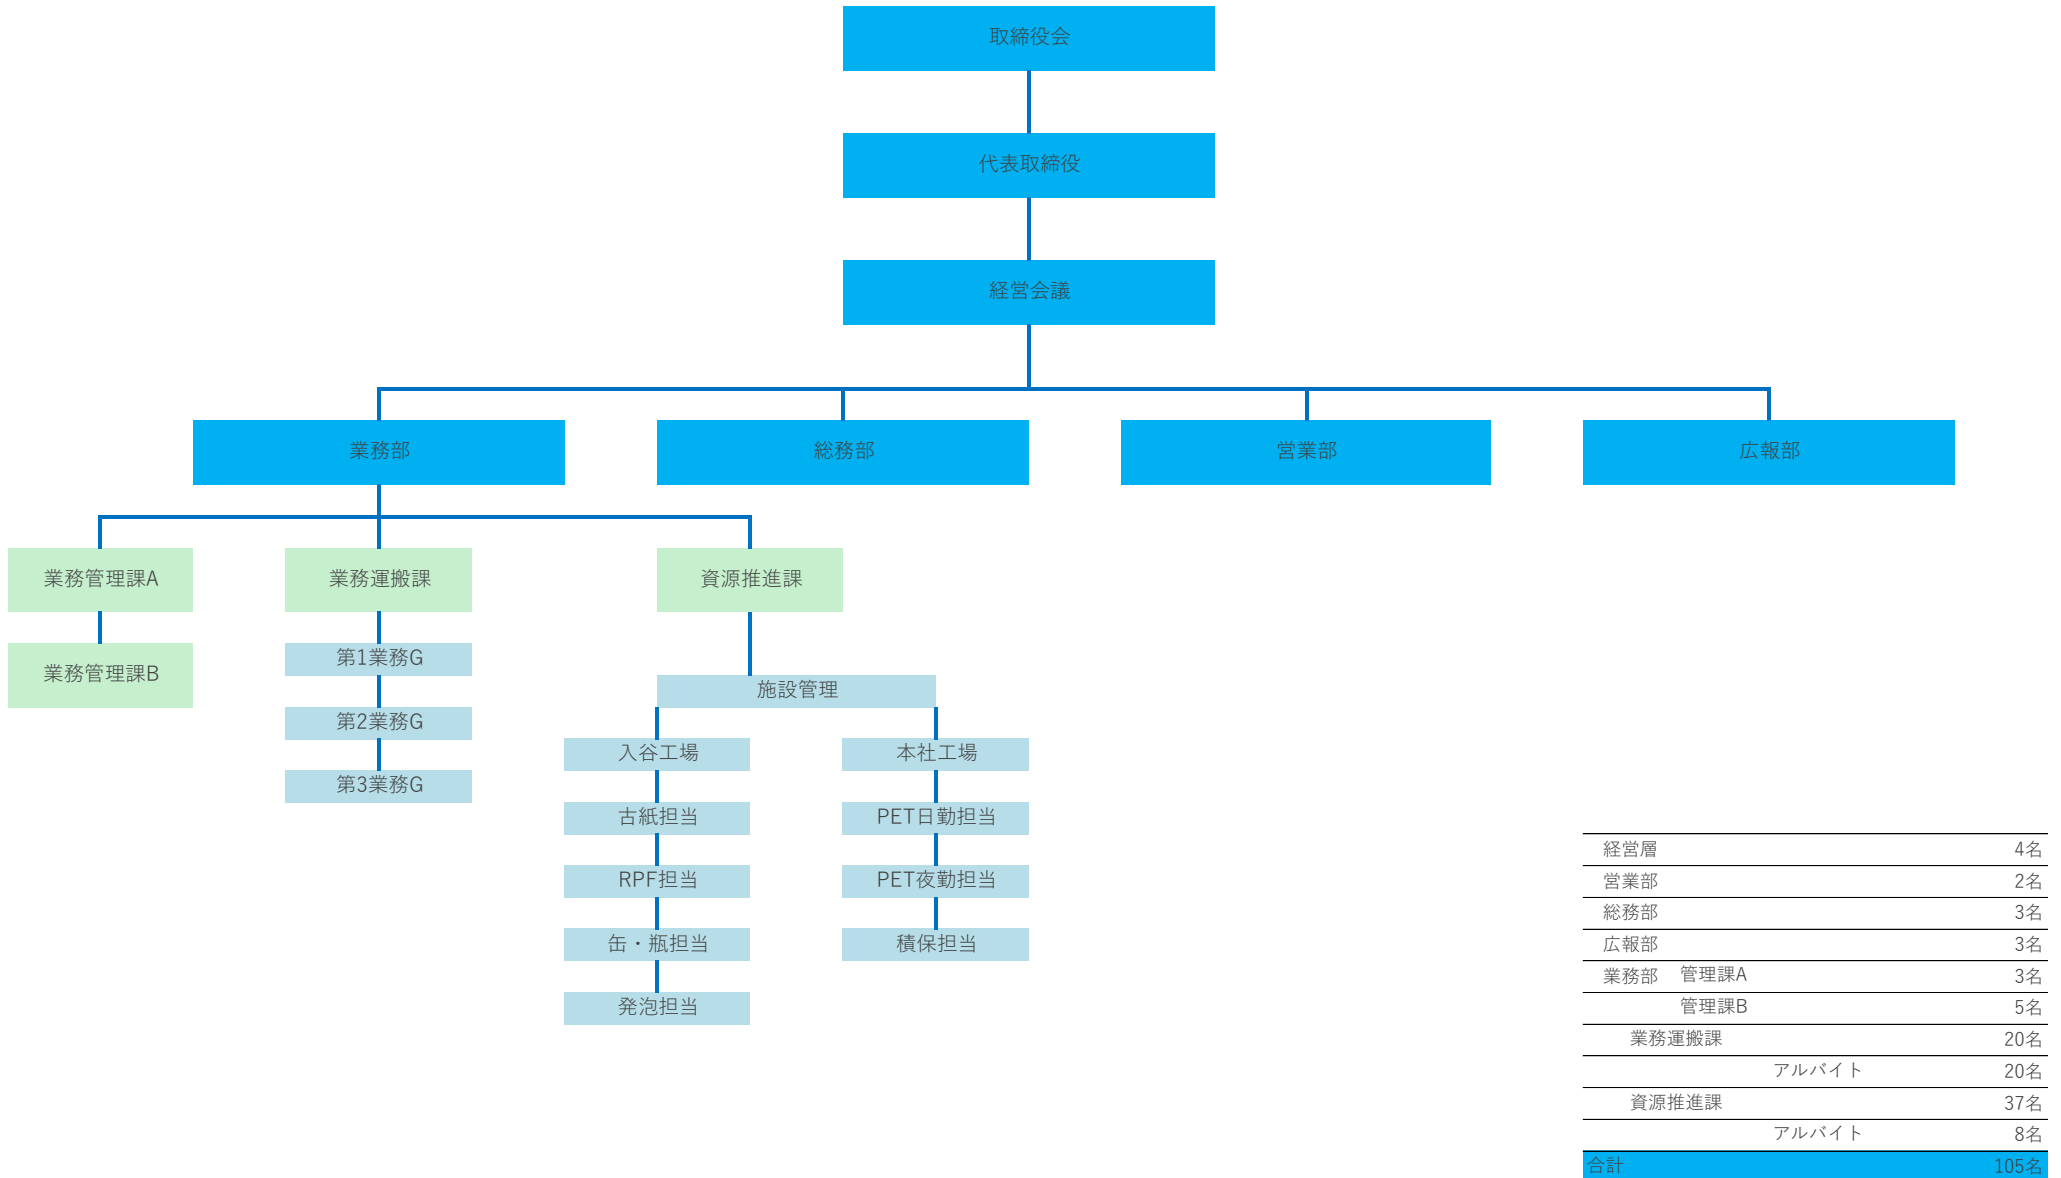 取締役会
代表取締役
経営会議
業務部 総務部 営業部 広報部
業務管理課A 業務運搬課 資源推進課
業務管理課B 第1業務G
施設管理
第2業務G
入谷工場 本社工場
第3業務G
古紙担当 PET日勤担当
RPF担当 PET夜勤担当
缶・瓶担当 積保担当
発泡担当
経営層 4名
営業部 2名
総務部 3名
広報部 3名
業務部 管理課A 3名
管理課B 5名
業務運搬課 20名
アルバイト 20名
資源推進課 37名
アルバイト 8名
合計 105名